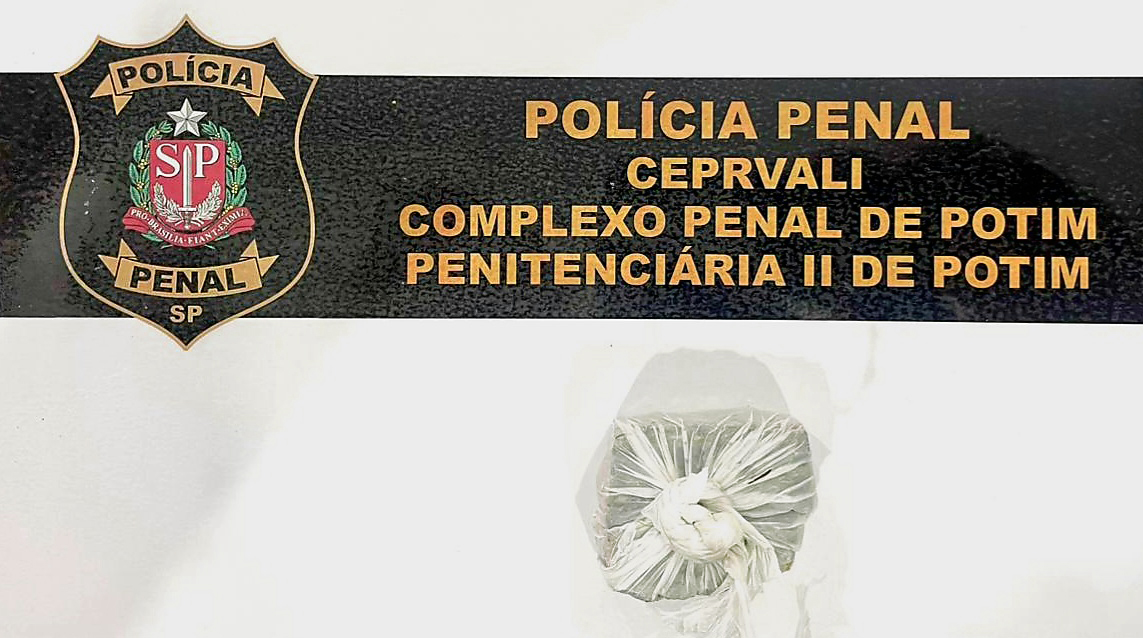 POLÍCIA
SP
PRO·BRASILIA·FIANT·EXIMIA
PENAL
SP
POLÍCIA PENAL
CEPRVALI
COMPLEXO PENAL DE POTIM
PENITENCIÁRIA II DE POTIM